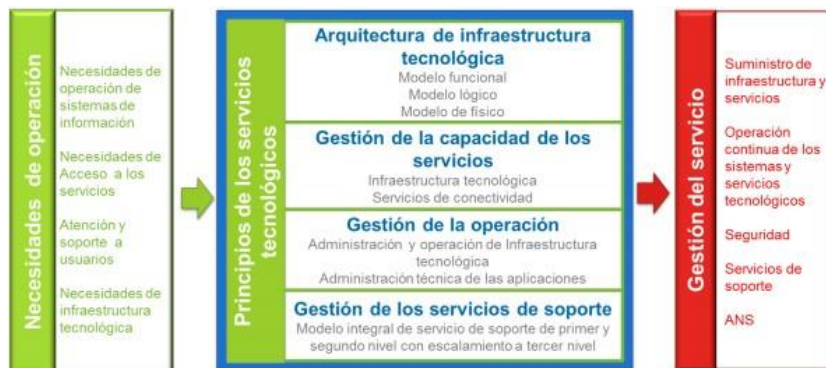 Necesidades de operación
Necesidades de
operación de
sistemas de
información
Necesidades de
Acceso a los
servicios
Atención y
soporte a
usuarios
Necesidades de
infraestructura
tecnológica
Principios de los servicios
tecnológicos
Arquitectura de infraestructura
tecnológica
Modelo funcional
Modelo lógico
Modelo de físico
Gestión de la capacidad de los
servicios
Infraestructura tecnológica
Servicios de conectividad
Gestión de la operación
Administración y operación de Infraestructura
tecnológica
Administración técnica de las aplicaciones
Gestión de los servicios de soporte
Modelo integral de servicio de soporte de primer y
segundo nivel con escalamiento a tercer nivel
Gestión del servicio
Suministro de
infraestructura y
servicios
Operación
continua de los
sistemas y
servicios
tecnológicos
Seguridad
Servicios de
soporte
ANS